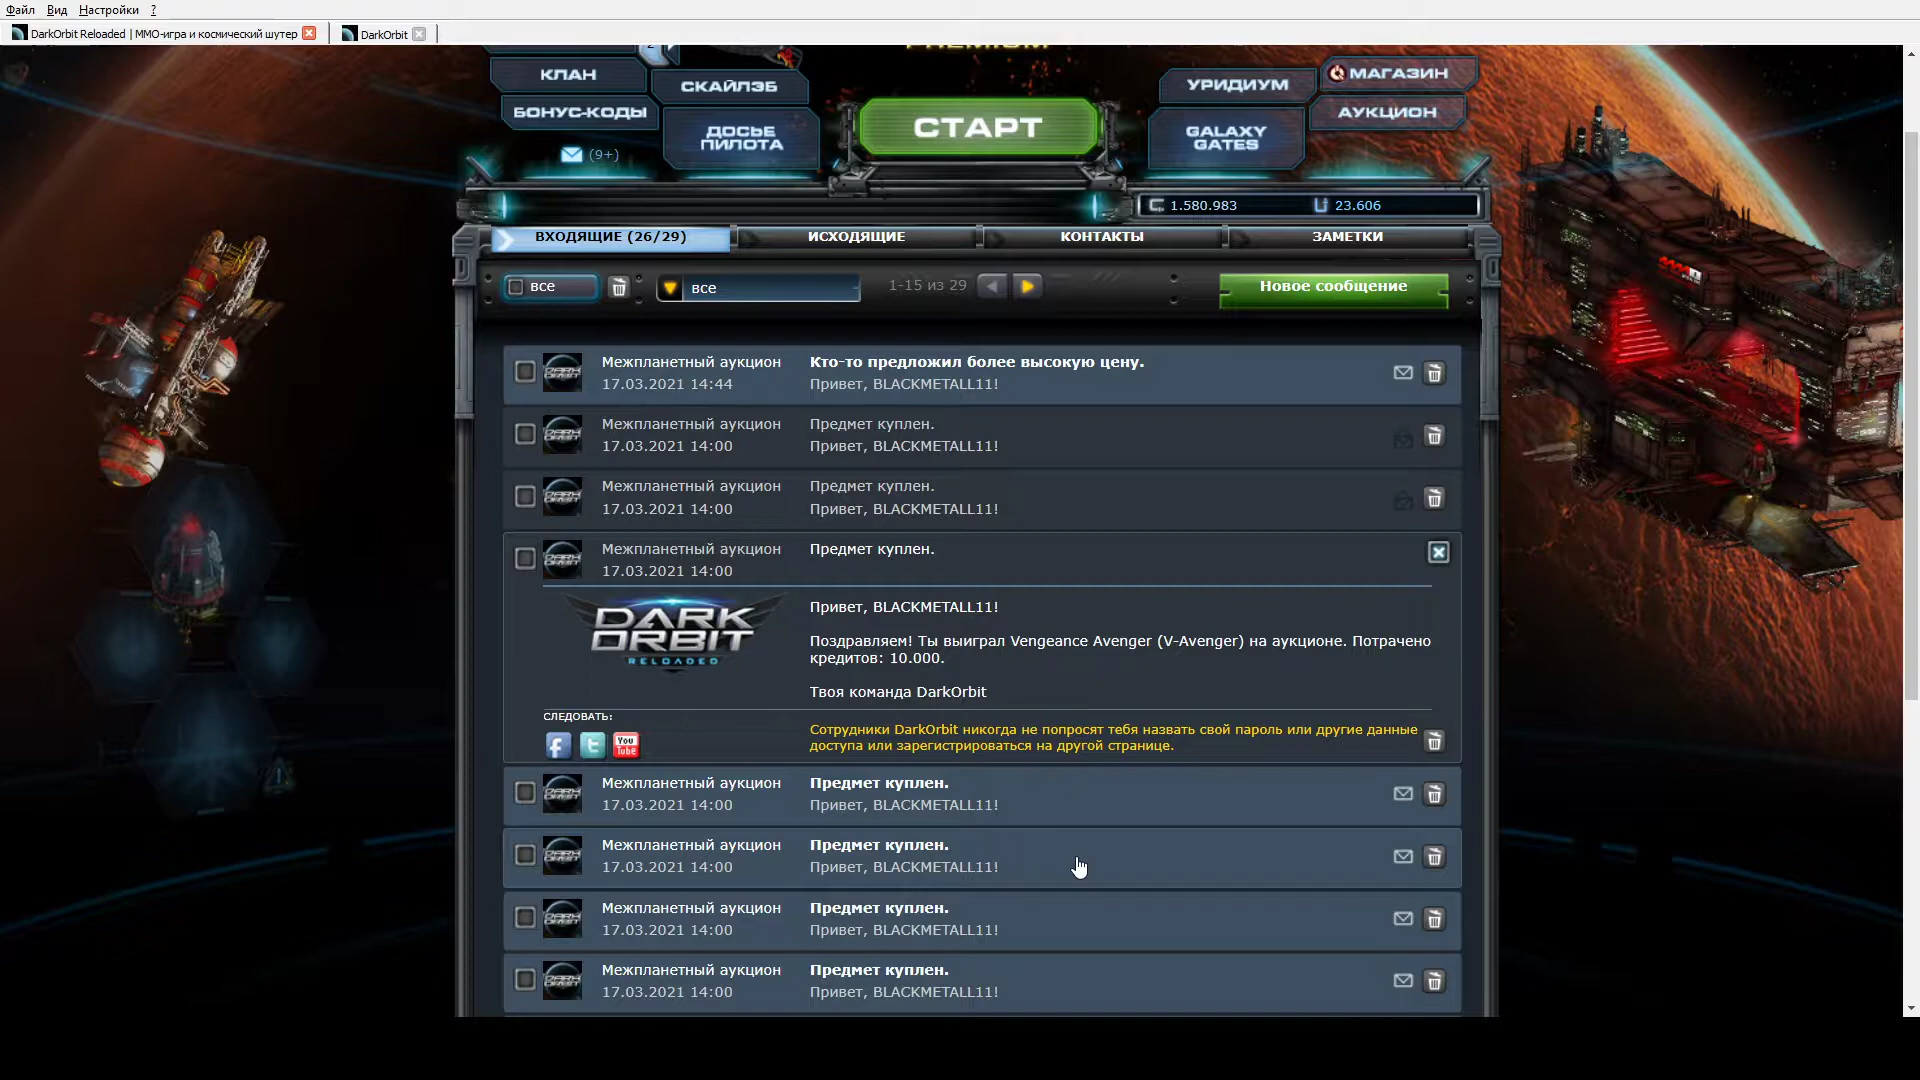 Файл Вид Настройки ?
DarkOrbit Reloaded | MMO-игра и космический шутер
DarkOrbit
КЛАН
СКАЙЛЭБ
УРИДИУМ
МАГАЗИН
БОНУС-КОДЫ
ДОСЬЕ
ПИЛОТА
СТАРТ
GALAXY
GATES
АУКЦИОН
(9+)
1.580.983
23.606
ВХОДЯЩИЕ (26/29)
ИСХОДЯЩИЕ
КОНТАКТЫ
ЗАМЕТКИ
все
все
1-15 из 29
Новое сообщение
Межпланетный аукцион
Кто-то предложил более высокую цену.
17.03.2021 14:44
Привет, BLACKMETALL11!
Межпланетный аукцион
Предмет куплен.
17.03.2021 14:00
Привет, BLACKMETALL11!
Межпланетный аукцион
Предмет куплен.
17.03.2021 14:00
Привет, BLACKMETALL11!
Межпланетный аукцион
Предмет куплен.
17.03.2021 14:00
DARK
ORBIT
RELOADED
Привет, BLACKMETALL11!
Поздравляем! Ты выиграл Vengeance Avenger (V-Avenger) на аукционе. Потрачено
кредитов: 10.000.
Твоя команда DarkOrbit
СЛЕДОВАТЬ:
You
Tube
Сотрудники DarkOrbit никогда не попросят тебя назвать свой пароль или другие данные
доступа или зарегистрироваться на другой странице.
Межпланетный аукцион
Предмет куплен.
17.03.2021 14:00
Привет, BLACKMETALL11!
Межпланетный аукцион
Предмет куплен.
17.03.2021 14:00
Привет, BLACKMETALL11!
Межпланетный аукцион
Предмет куплен.
17.03.2021 14:00
Привет, BLACKMETALL11!
Межпланетный аукцион
Предмет куплен.
17.03.2021 14:00
Привет, BLACKMETALL11!